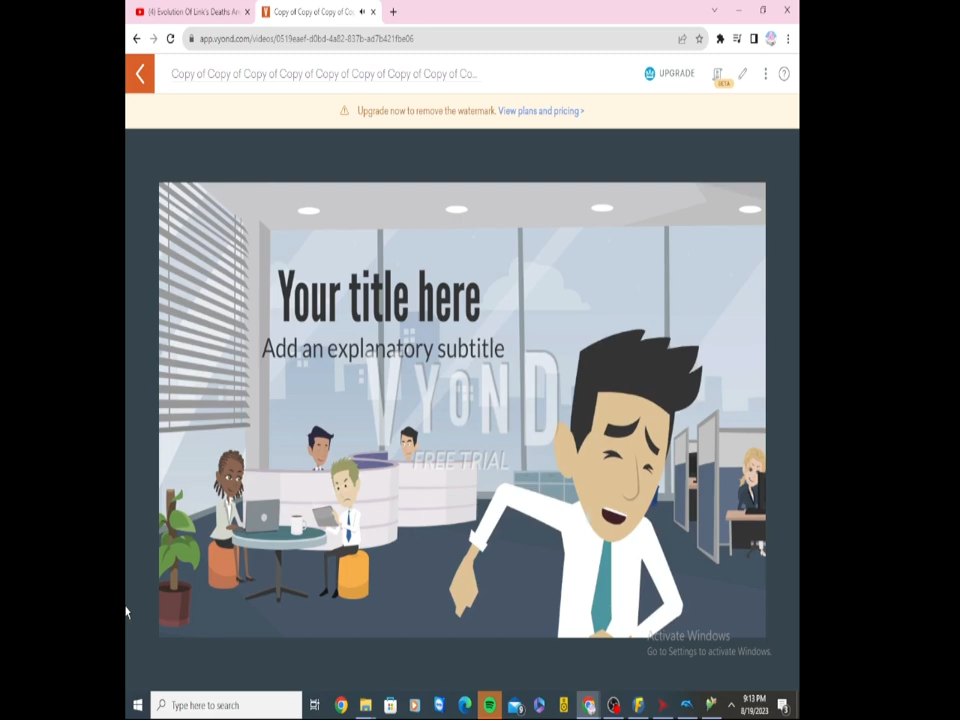 (4) Evolution Of Link's Deaths An
Copy of Copy of Copy of Copy of Co
app.vyond.com/videos/0519eaef-d0bd-4a82-837b-ad7b421fbe06
Copy of Copy of Copy of Copy of Copy of Copy of Copy of Copy of Co...
UPGRADE
BETA
Upgrade now to remove the watermark. View plans and pricing >
Your title here
Add an explanatory subtitle
VYOND
FREE TRIAL
Activate Windows
Go to Settings to activate Windows.
Type here to search
9:13 PM
8/19/2023